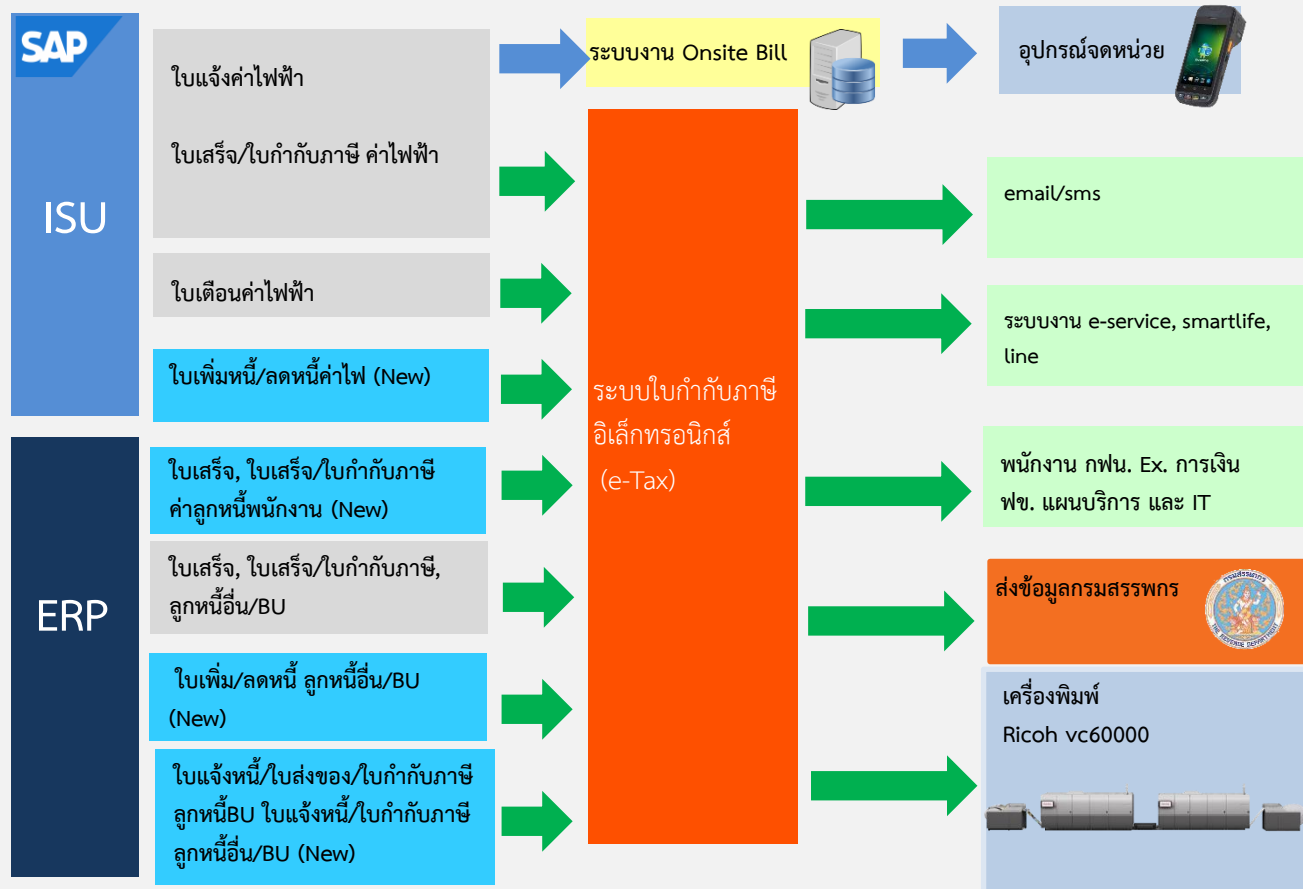 SAP
ISU
ใบแจ้งค่าไฟฟ้า
ใบเสร็จ/ใบกำกับภาษี ค่าไฟฟ้า
ใบเตือนค่าไฟฟ้า
ใบเพิ่มหนี้/ลดหนี้ค่าไฟ (New)
ERP
ใบเสร็จ, ใบเสร็จ/ใบกำกับภาษี
ค่าลูกหนี้พนักงาน (New)
ใบเสร็จ, ใบเสร็จ/ใบกำกับภาษี,
ลูกหนี้อื่น/BU
ใบเพิ่ม/ลดหนี้ ลูกหนี้อื่น/BU
(New)
ใบแจ้งหนี้/ใบส่งของ/ใบกำกับภาษี
ลูกหนี้BU ใบแจ้งหนี้/ใบกำกับภาษี
ลูกหนี้อื่น/BU (New)
ระบบงาน Onsite Bill
ระบบใบกำกับภาษี
อิเล็กทรอนิกส์
(e-Tax)
อุปกรณ์จดหน่วย
email/sms
ระบบงาน e-service, smartlife,
line
พนักงาน กฟน. Ex. การเงิน
ฟข. แผนบริการ และ IT
ส่งข้อมูลกรมสรรพกร
กรมสรรพากร
THE REVENUE DEPARTMENT
เครื่องพิมพ์
Ricoh vc60000